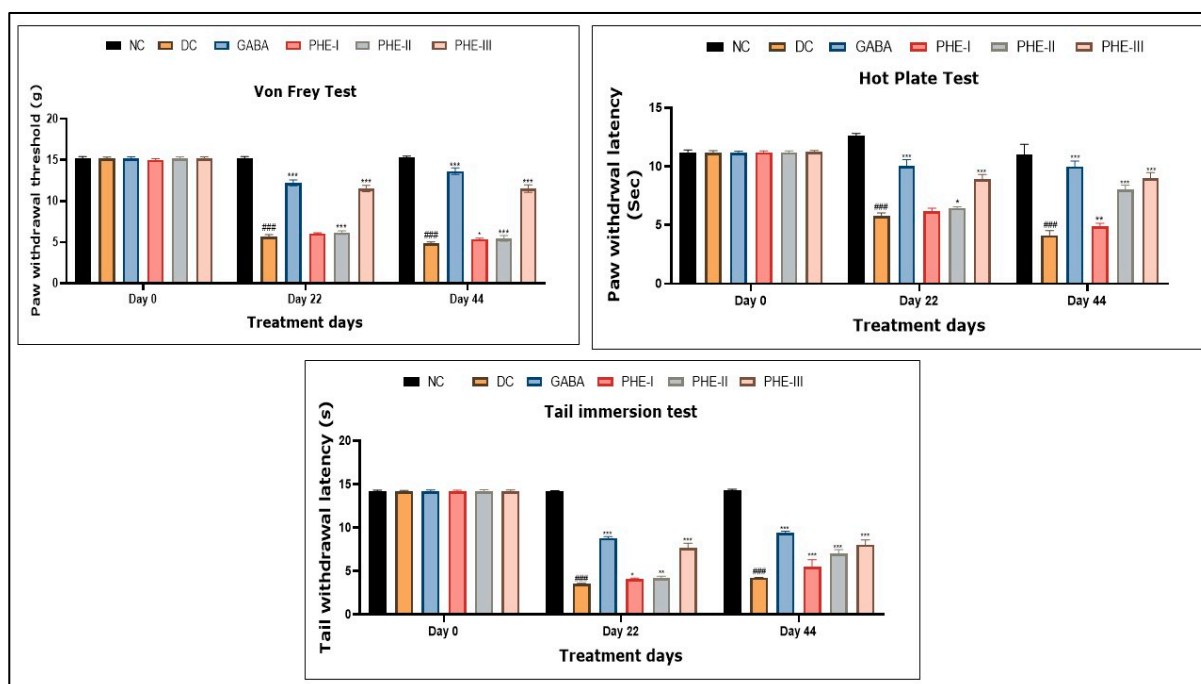 NC DC GABA PHE-I PHE-II PHE-III
Von Frey Test
Paw withdrawal threshold (g)
20
15
10
5
0
###
***
***
***
###
***
*
***
***
Day 0 Day 22 Day 44
Treatment days
NC DC GABA PHE-I PHE-II PHE-III
Hot Plate Test
Paw withdrwal latency
(Sec)
15
10
5
0
###
***
*
***
###
***
**
***
***
Day 0 Day 22 Day 44
Treatment days
NC DC GABA PHE-I PHE-II PHE-III
Tail immersion test
Tail withdrawal latency (s)
20
15
10
5
0
###
***
*
**
***
###
***
***
***
***
Day 0 Day 22 Day 44
Treatment days